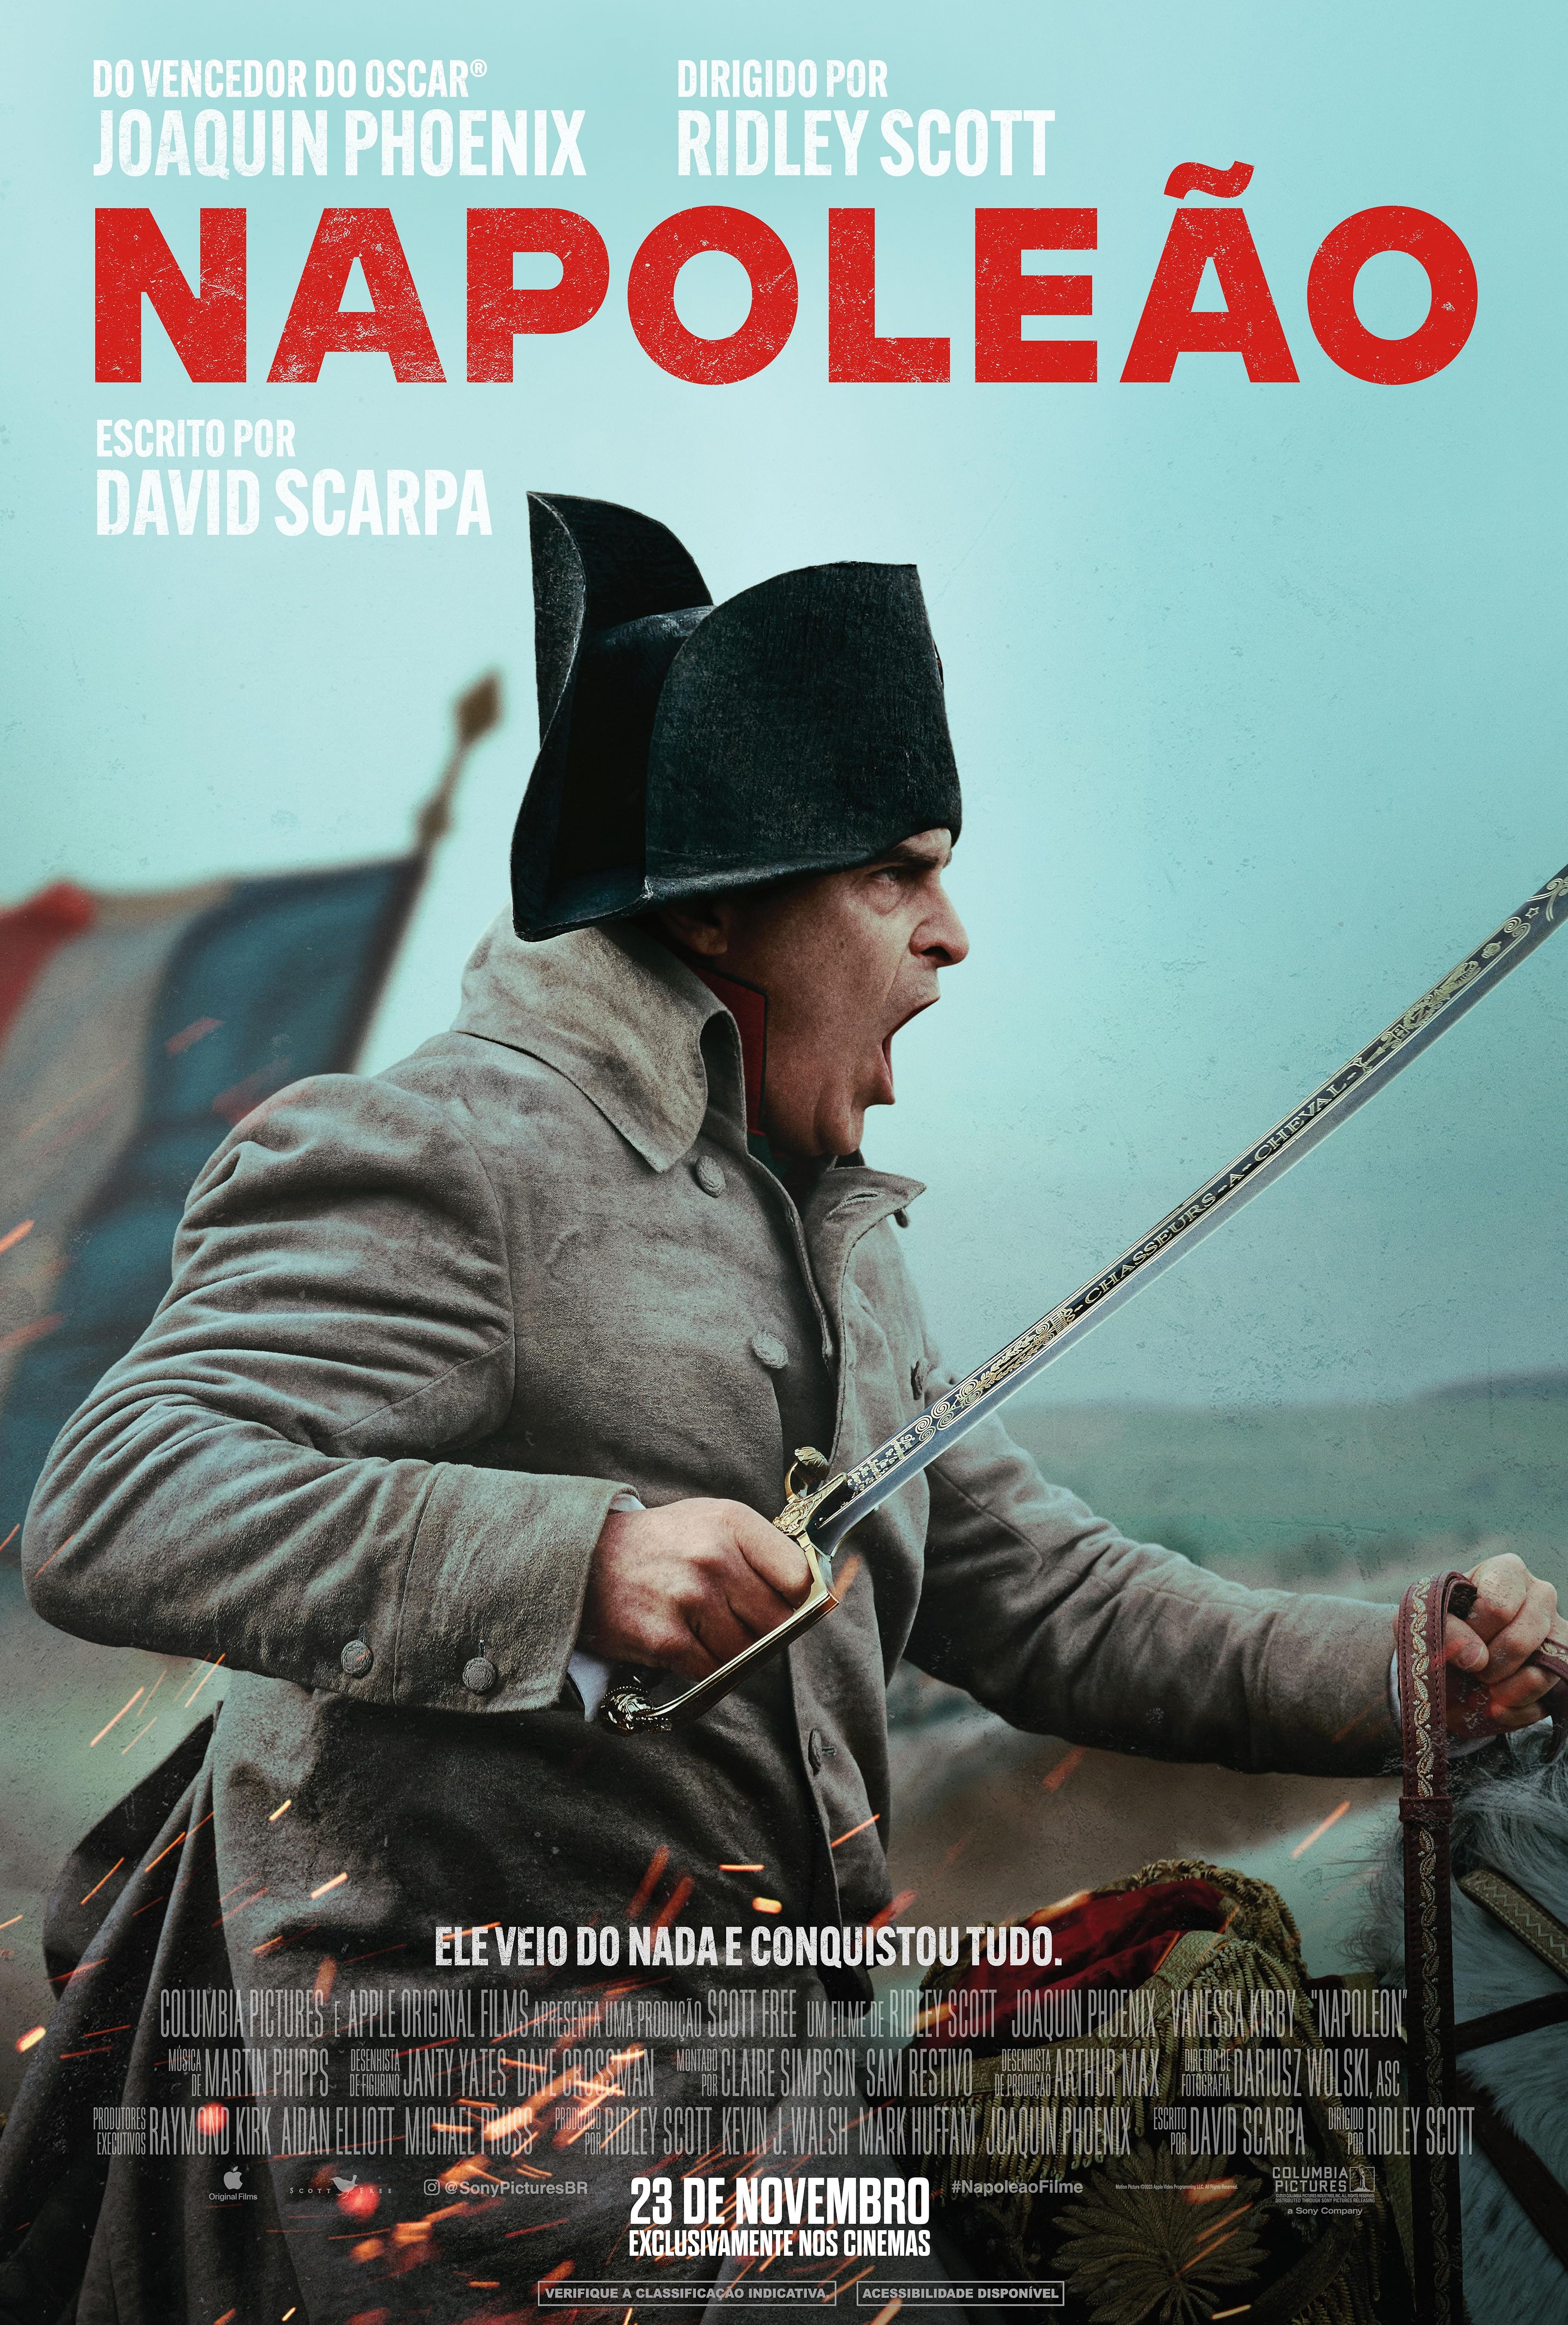 DO VENCEDOR DO OSCAR®
JOAQUIN PHOENIX
DIRIGIDO POR
RIDLEY SCOTT
NAPOLEÃO
ESCRITO POR
DAVID SCARPA
-CHASSEURS-A-CHEVAL-
ELE VEIO DO NADA E CONQUISTOU TUDO.
COLUMBIA PICTURES E APPLE ORIGINAL FILMS APRESENTA UMA PRODUÇÃO SCOTT FREE UM FILME DE RIDLEY SCOTT JOAQUIN PHOENIX VANESSA KIRBY "NAPOLEON"
MÚSICA DE MARTIN PHIPPS DESENHISTA DE FIGURINO JANTY YATES DAVE CROSSMAN MONTADO POR CLAIRE SIMPSON SAM RESTIVO DESENHISTA DE PRODUÇÃO ARTHUR MAX DIRETOR DE FOTOGRAFIA DARIUSZ WOLSKI, ASC
PRODUTORES EXECUTIVOS RAYMOND KIRK AIDAN ELLIOTT MICHAEL PRUSS PRODUZIDO POR RIDLEY SCOTT KEVIN J. WALSH MARK HUFFAM JOAQUIN PHOENIX ESCRITO POR DAVID SCARPA DIRIGIDO POR RIDLEY SCOTT
Original Films
SCOTT FREE
@SonyPicturesBR
23 DE NOVEMBRO
EXCLUSIVAMENTE NOS CINEMAS
#NapoleaoFilme
COLUMBIA
PICTURES
a Sony Company
VERIFIQUE A CLASSIFICAÇÃO INDICATIVA.
ACESSIBILIDADE DISPONÍVEL